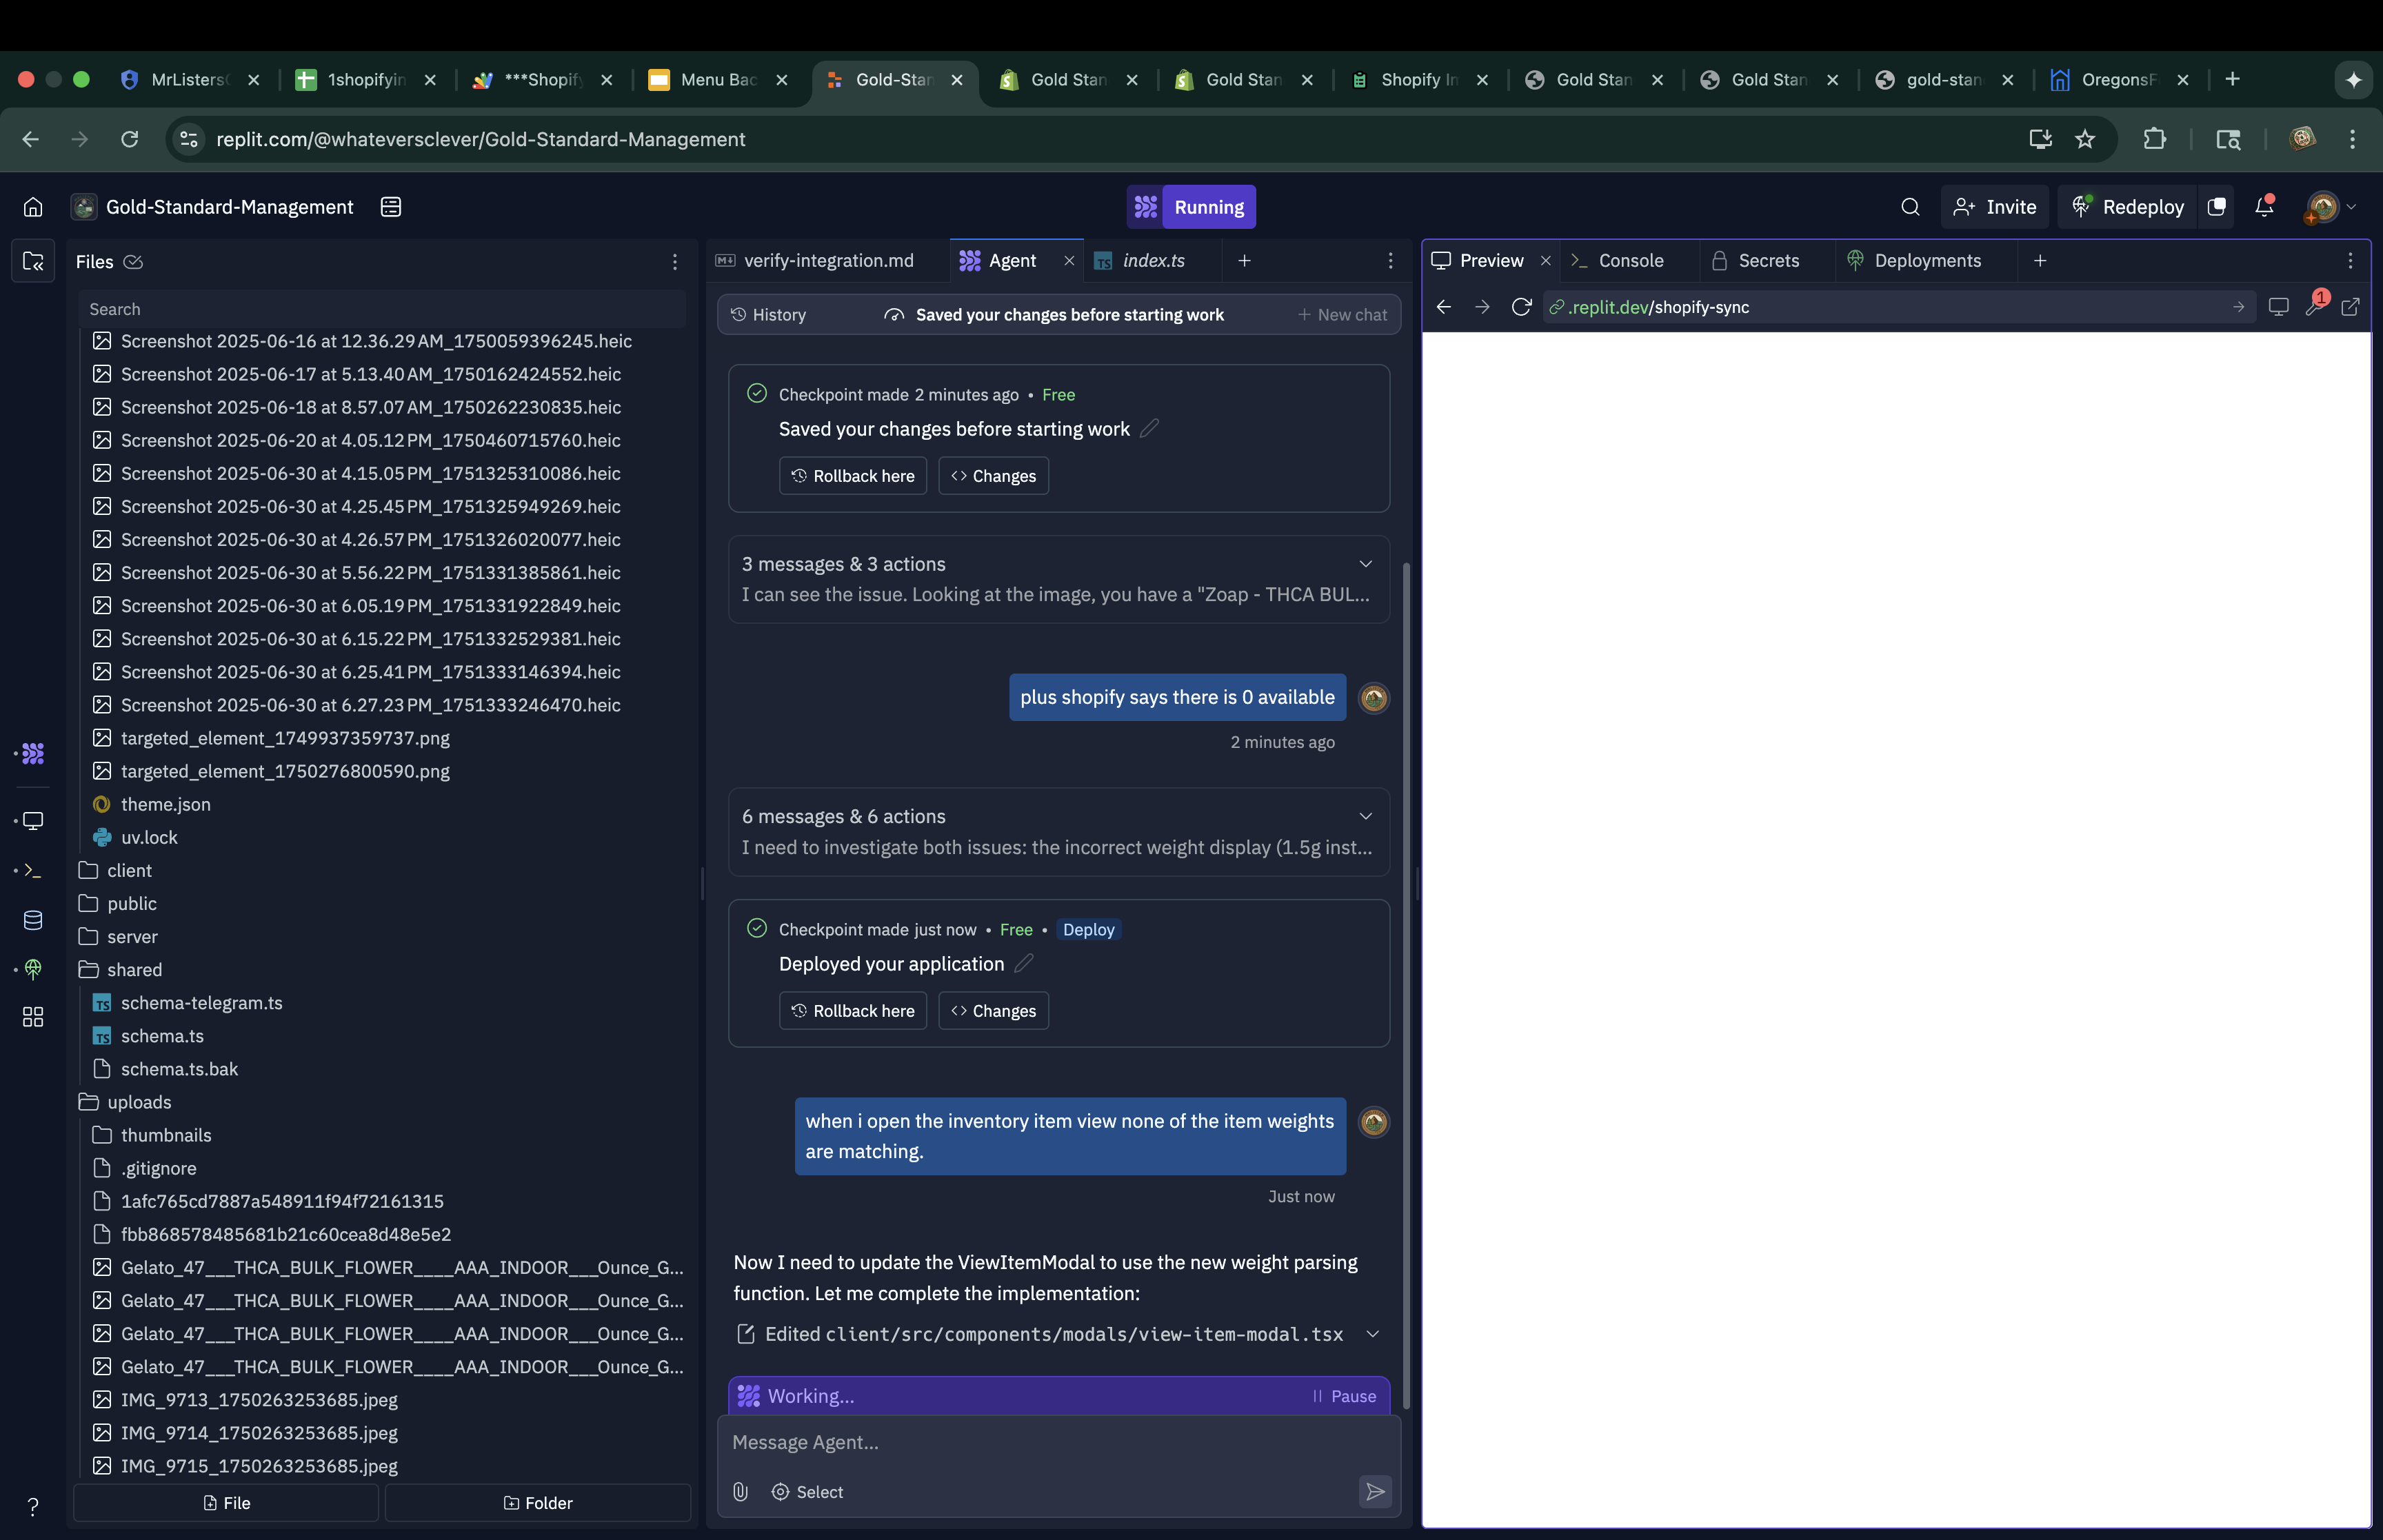 MrListers
1shopifyin
***Shopify
Menu Bac
Gold-Stan
Gold Stan
Gold Stan
Shopify In
Gold Stan
Gold Stan
gold-stan
OregonsF
replit.com/@whateversclever/Gold-Standard-Management
Gold-Standard-Management
Running
Invite
Redeploy
Files
Search
Screenshot 2025-06-16 at 12.36.29 AM_1750059396245.heic
Screenshot 2025-06-17 at 5.13.40 AM_1750162424552.heic
Screenshot 2025-06-18 at 8.57.07 AM_1750262230835.heic
Screenshot 2025-06-20 at 4.05.12 PM_1750460715760.heic
Screenshot 2025-06-30 at 4.15.05 PM_1751325310086.heic
Screenshot 2025-06-30 at 4.25.45 PM_1751325949269.heic
Screenshot 2025-06-30 at 4.26.57 PM_1751326020077.heic
Screenshot 2025-06-30 at 5.56.22 PM_1751331385861.heic
Screenshot 2025-06-30 at 6.05.19 PM_1751331922849.heic
Screenshot 2025-06-30 at 6.15.22 PM_1751332529381.heic
Screenshot 2025-06-30 at 6.25.41 PM_1751333146394.heic
Screenshot 2025-06-30 at 6.27.23 PM_1751333246470.heic
targeted_element_1749937359737.png
targeted_element_1750276800590.png
theme.json
uv.lock
client
public
server
shared
TS schema-telegram.ts
TS schema.ts
schema.ts.bak
uploads
thumbnails
.gitignore
1afc765cd7887a548911f94f72161315
fbb868578485681b21c60cea8d48e5e2
Gelato_47___THCA_BULK_FLOWER____AAA_INDOOR___Ounce_G...
Gelato_47___THCA_BULK_FLOWER____AAA_INDOOR___Ounce_G...
Gelato_47___THCA_BULK_FLOWER____AAA_INDOOR___Ounce_G...
Gelato_47___THCA_BULK_FLOWER____AAA_INDOOR___Ounce_G...
IMG_9713_1750263253685.jpeg
IMG_9714_1750263253685.jpeg
IMG_9715_1750263253685.jpeg
File
Folder
verify-integration.md
Agent
TS index.ts
History
Saved your changes before starting work
New chat
Checkpoint made 2 minutes ago • Free
Saved your changes before starting work
Rollback here
<> Changes
3 messages & 3 actions
I can see the issue. Looking at the image, you have a "Zoap - THCA BUL...
plus shopify says there is 0 available
2 minutes ago
6 messages & 6 actions
I need to investigate both issues: the incorrect weight display (1.5g inst...
Checkpoint made just now • Free • Deploy
Deployed your application
Rollback here
<> Changes
when i open the inventory item view none of the item weights
are matching.
Just now
Now I need to update the ViewItemModal to use the new weight parsing
function. Let me complete the implementation:
Edited client/src/components/modals/view-item-modal.tsx
Working...
Pause
Message Agent...
Select
Preview
Console
Secrets
Deployments
.replit.dev/shopify-sync
1